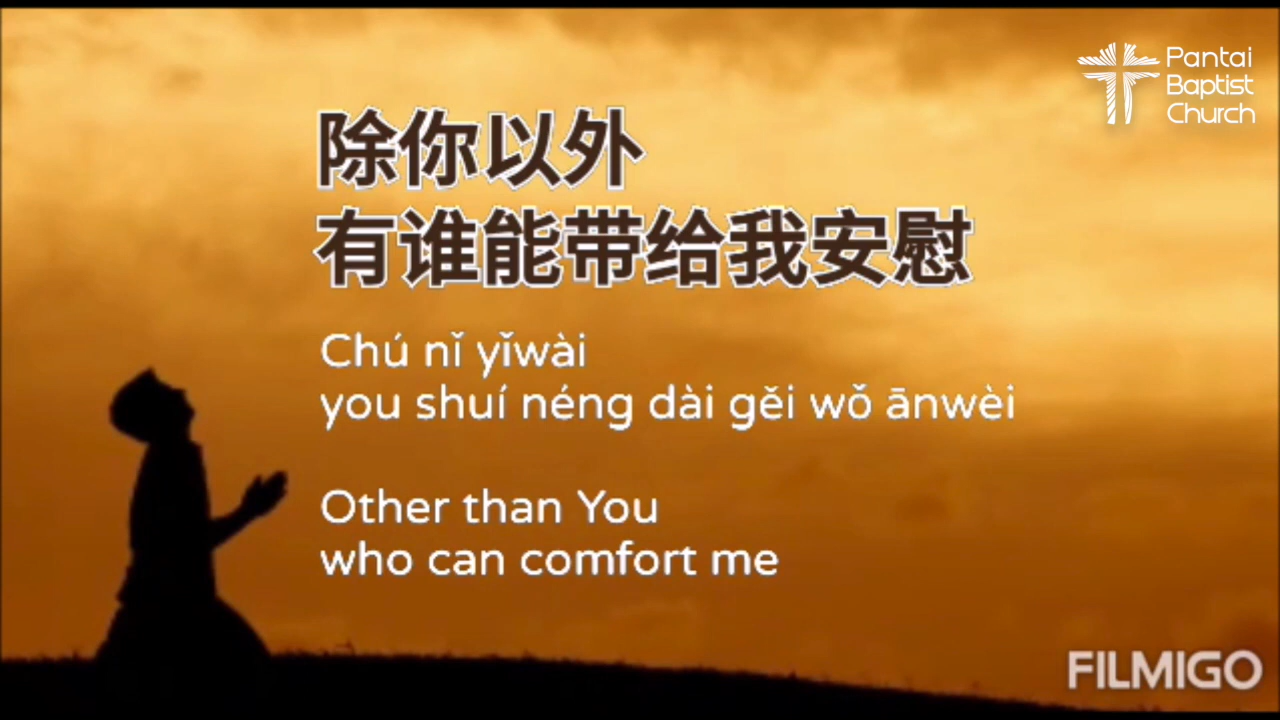 Pantai
Baptist
Church
除你以外
有谁能带给我安慰
Chú nǐ yǐwài
you shuí néng dài gěi wǒ ānwèi
Other than You
who can comfort me
FILMIGO